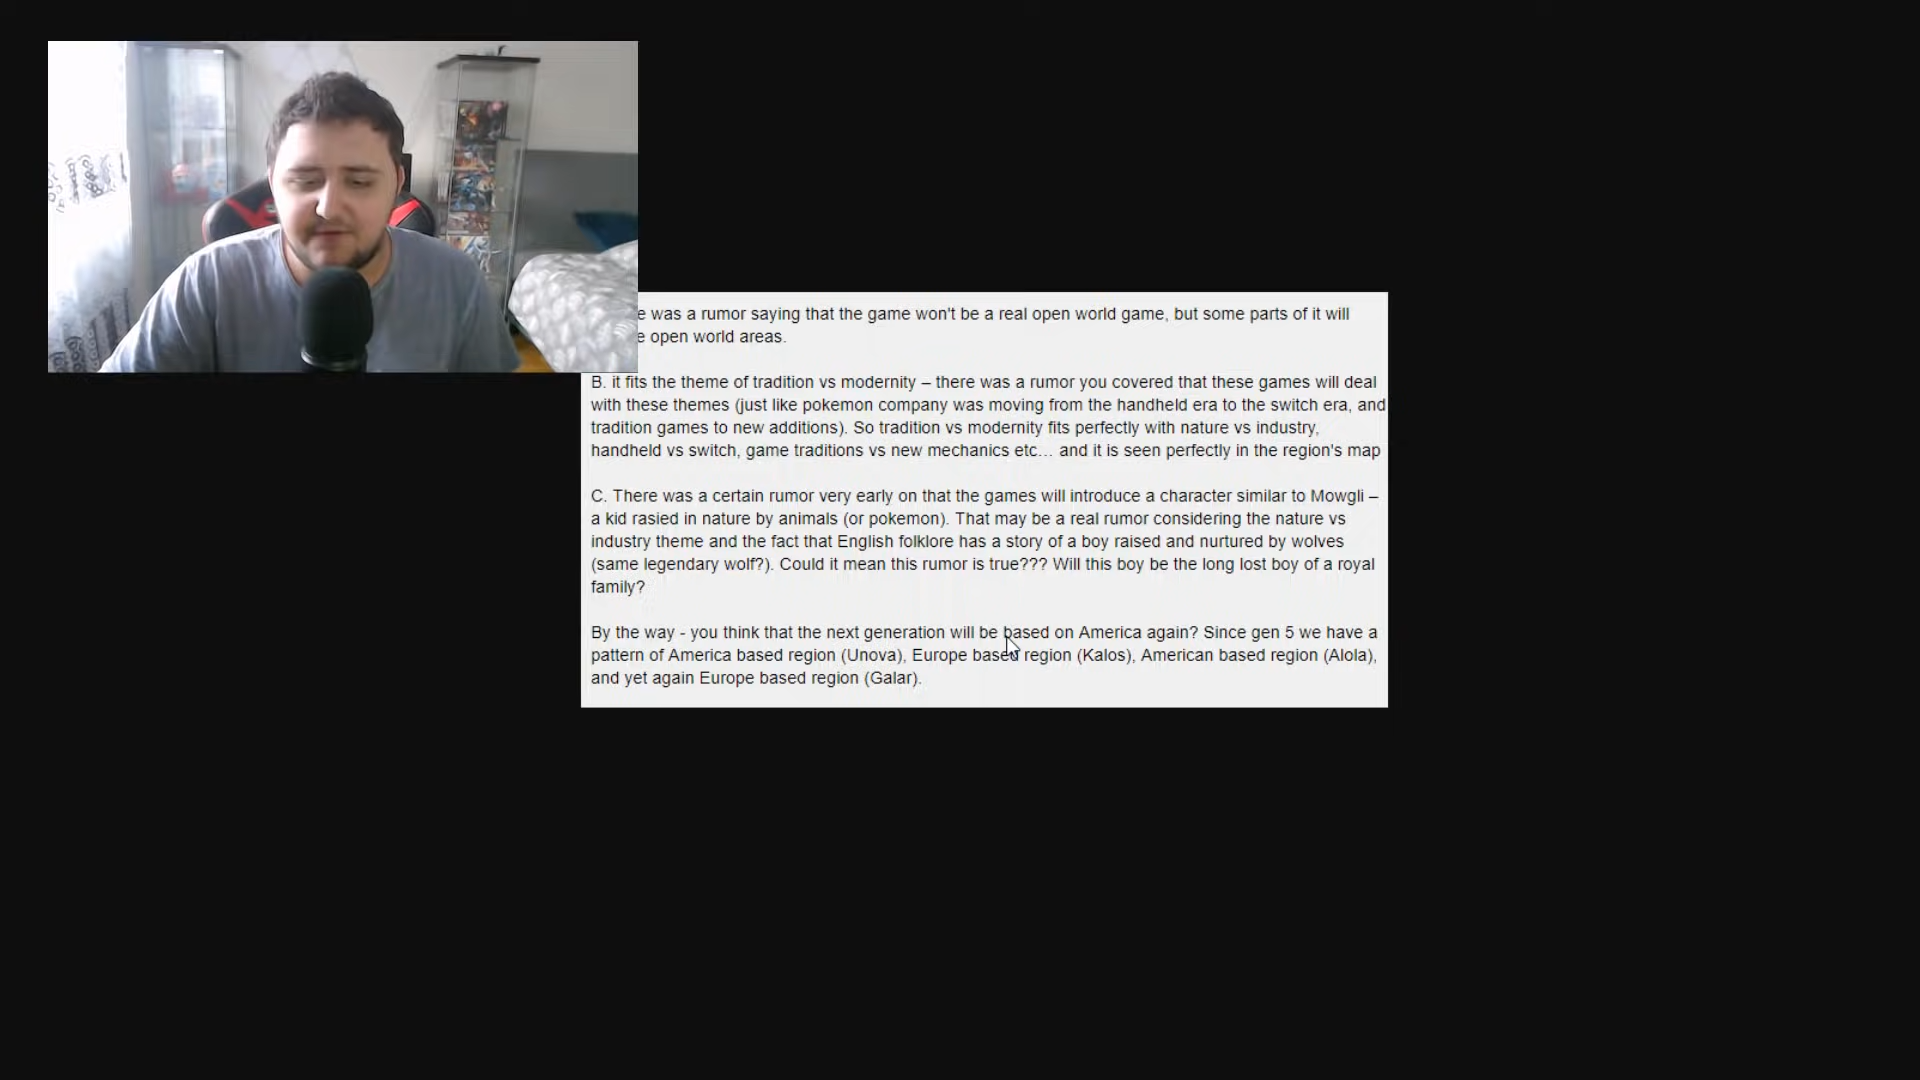 e was a rumor saying that the game won't be a real open world game, but some parts of it will
e open world areas.
B. it fits the theme of tradition vs modernity – there was a rumor you covered that these games will deal
with these themes (just like pokemon company was moving from the handheld era to the switch era, and
tradition games to new additions). So tradition vs modernity fits perfectly with nature vs industry,
handheld vs switch, game traditions vs new mechanics etc… and it is seen perfectly in the region's map
C. There was a certain rumor very early on that the games will introduce a character similar to Mowgli –
a kid rasied in nature by animals (or pokemon). That may be a real rumor considering the nature vs
industry theme and the fact that English folklore has a story of a boy raised and nurtured by wolves
(same legendary wolf?). Could it mean this rumor is true??? Will this boy be the long lost boy of a royal
family?
By the way - you think that the next generation will be based on America again? Since gen 5 we have a
pattern of America based region (Unova), Europe based region (Kalos), American based region (Alola),
and yet again Europe based region (Galar).